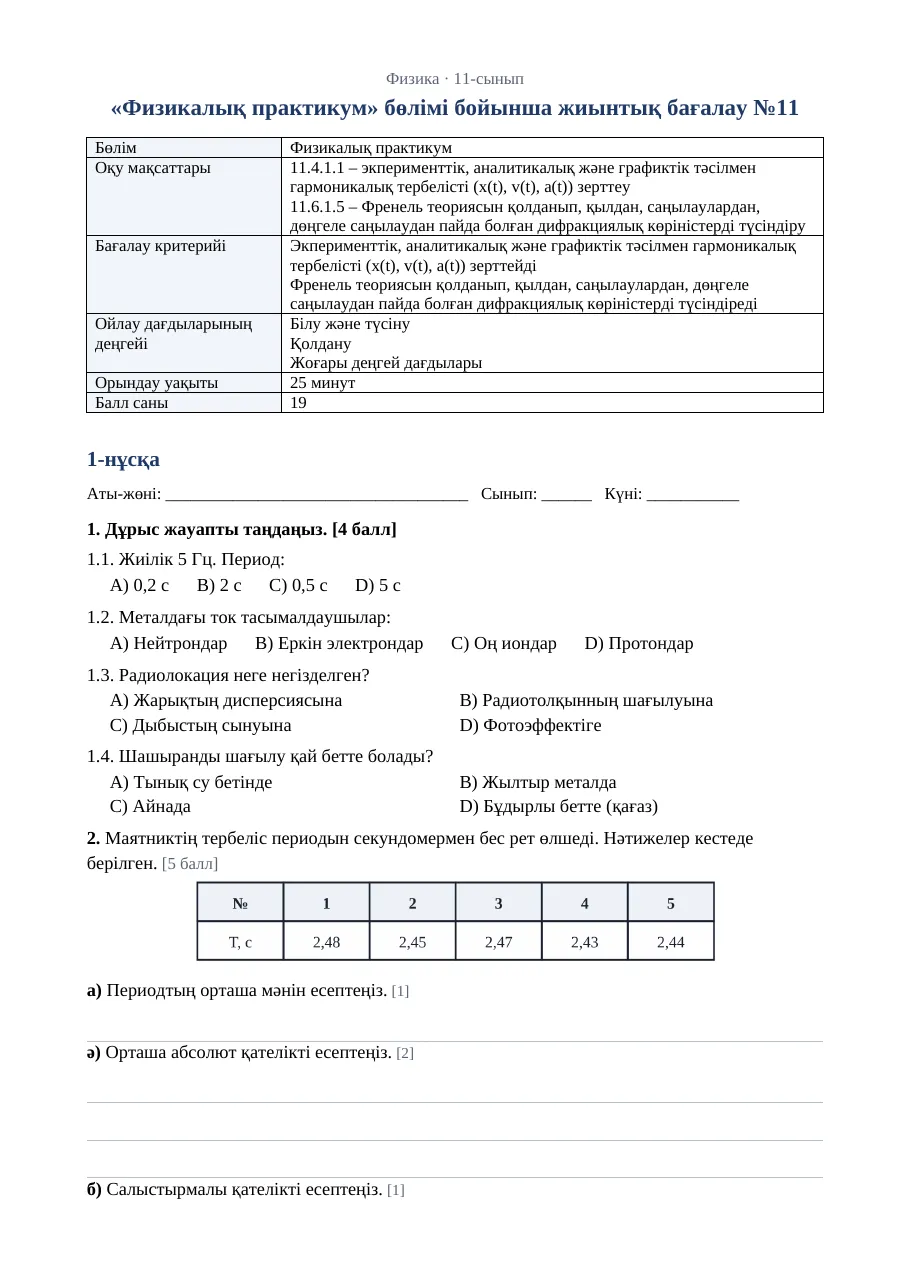 Физика · 11-сынып
«Физикалық практикум» бөлімі бойынша жиынтық бағалау №11
Бөлім Физикалық практикум
Оқу мақсаттары 11.4.1.1 – экперименттік, аналитикалық және графиктік тәсілмен
гармоникалық тербелісті (x(t), v(t), a(t)) зерттеу
11.6.1.5 – Френель теориясын қолданып, қылдан, саңылаулардан,
дөңгеле саңылаудан пайда болған дифракциялық көріністерді түсіндіру
Бағалау критерийі Экперименттік, аналитикалық және графиктік тәсілмен гармоникалық
тербелісті (x(t), v(t), a(t)) зерттейді
Френель теориясын қолданып, қылдан, саңылаулардан, дөңгеле
саңылаудан пайда болған дифракциялық көріністерді түсіндіреді
Ойлау дағдыларының Білу және түсіну
деңгейі Қолдану
Жоғары деңгей дағдылары
Орындау уақыты 25 минут
Балл саны 19
1-нұсқа
Аты-жөні: ____________________________________ Сынып: ______ Күні: ___________
1. Дұрыс жауапты таңдаңыз. [4 балл]
1.1. Жиілік 5 Гц. Период:
A) 0,2 с B) 2 с C) 0,5 с D) 5 с
1.2. Металдағы ток тасымалдаушылар:
A) Нейтрондар B) Еркін электрондар C) Оң иондар D) Протондар
1.3. Радиолокация неге негізделген?
A) Жарықтың дисперсиясына B) Радиотолқынның шағылуына
C) Дыбыстың сынуына D) Фотоэффектіге
1.4. Шашыранды шағылу қай бетте болады?
A) Тынық су бетінде B) Жылтыр металда
C) Айнада D) Бұдырлы бетте (қағаз)
2. Маятниктің тербеліс периодын секундомермен бес рет өлшеді. Нәтижелер кестеде
берілген. [5 балл]
№ 1 2 3 4 5
T, с 2,48 2,45 2,47 2,43 2,44
а) Периодтың орташа мәнін есептеңіз. [1]
ә) Орташа абсолют қателікті есептеңіз. [2]
б) Салыстырмалы қателікті есептеңіз. [1]